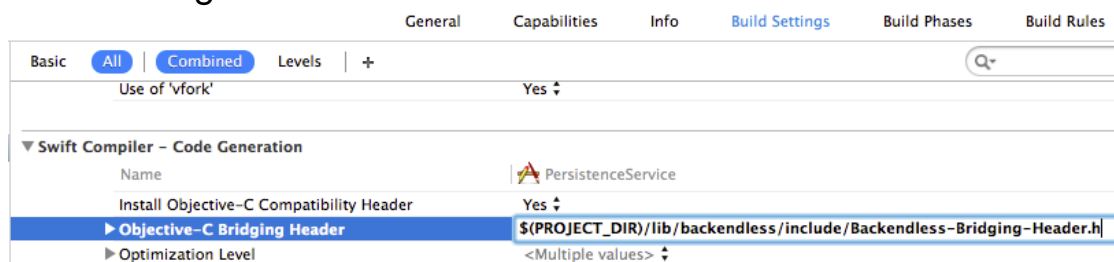 General Capabilities Info Build Settings Build Phases Build Rules
Basic All Combined Levels +
Use of 'vfork' Yes
Swift Compiler – Code Generation
Name PersistenceService
Install Objective-C Compatibility Header Yes
Objective-C Bridging Header $(PROJECT_DIR)/lib/backendless/include/Backendless-Bridging-Header.h
Optimization Level <Multiple values>